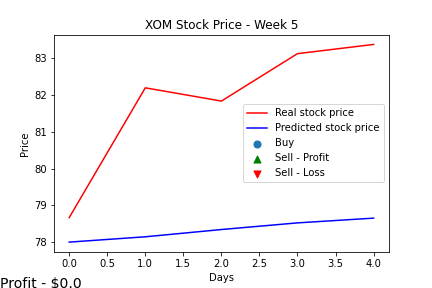 XOM Stock Price - Week 5
Price
83
82
81
80
79
78
Real stock price
Predicted stock price
Buy
Sell - Profit
Sell - Loss
0.0 0.5 1.0 1.5 2.0 2.5 3.0 3.5 4.0
Days
Profit - $0.0